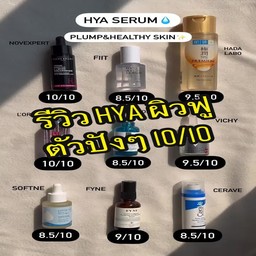 HYA SERUM💧
PLUMP&HEALTHY SKIN✨
NOVEXPERT
FIIT
HADA
LABO
10/10
8.5/10
9.5/10
รีวิว HYA ผิวฟู
ตัวปังๆ 10/10
VICHY
10/10
8.5/10
9.5/10
SOFTNE
FYNE
CERAVE
8.5/10
9/10
8.5/10